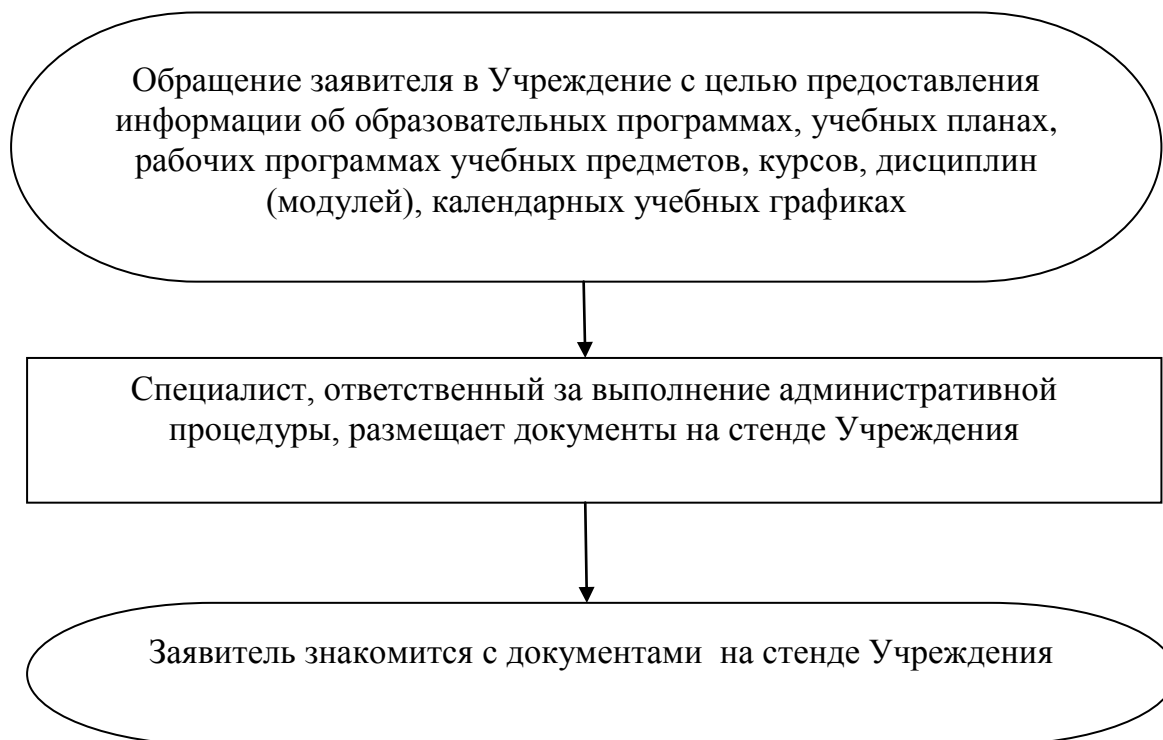 Обращение заявителя в Учреждение с целью предоставления
информации об образовательных программах, учебных планах,
рабочих программах учебных предметов, курсов, дисциплин
(модулей), календарных учебных графиках
Специалист, ответственный за выполнение административной
процедуры, размещает документы на стенде Учреждения
Заявитель знакомится с документами на стенде Учреждения